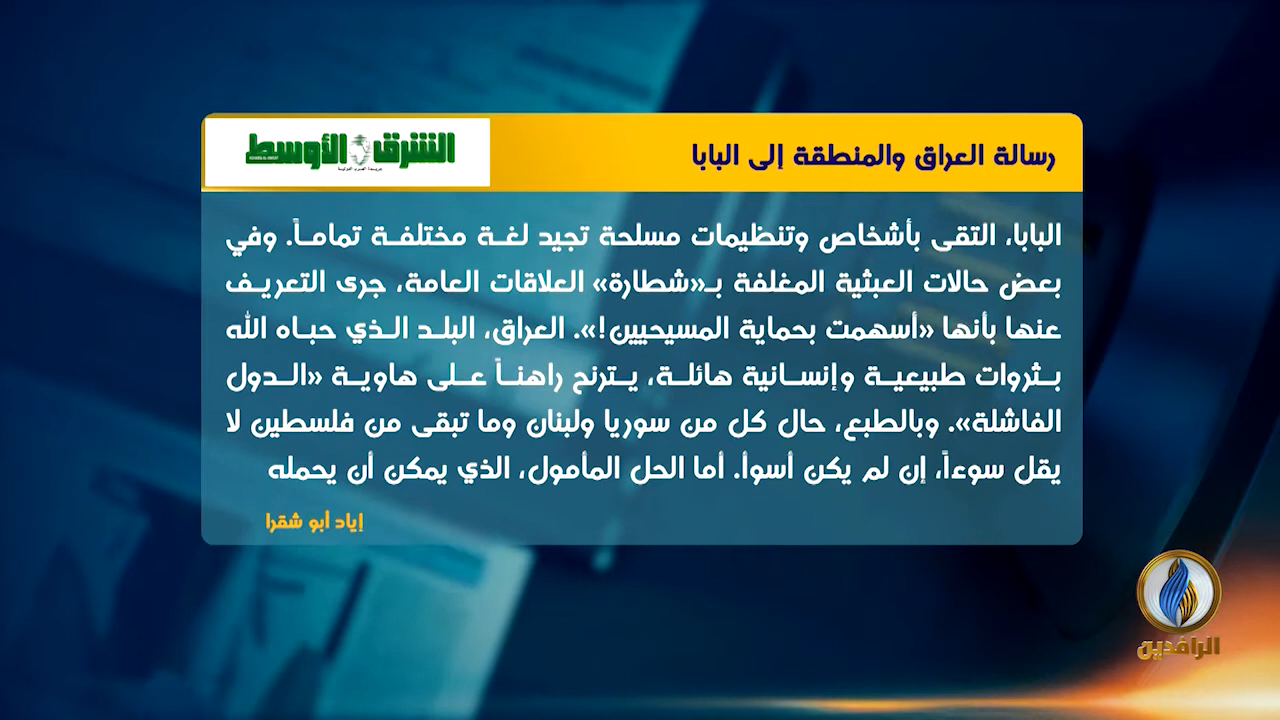 رسالة العراق والمنطقة إلى البابا
الشرق الأوسط
جريدة العرب الدولية
البابا، التقى بأشخاص وتنظيمات مسلحة تجيد لغة مختلفة تماماً. وفي
بعض حالات العبثية المغلفة بـ«شطارة» العلاقات العامة، جرى التعريف
عنها بأنها «أسهمت بحماية المسيحيين!». العراق، البلد الذي حباه الله
بثروات طبيعية وإنسانية هائلة، يترنح راهناً على هاوية «الدول
الفاشلة». وبالطبع، حال كل من سوريا ولبنان وما تبقى من فلسطين لا
يقل سوءاً، إن لم يكن أسوأ. أما الحل المأمول، الذي يمكن أن يحمله
إياد أبو شقرا
الرافدين